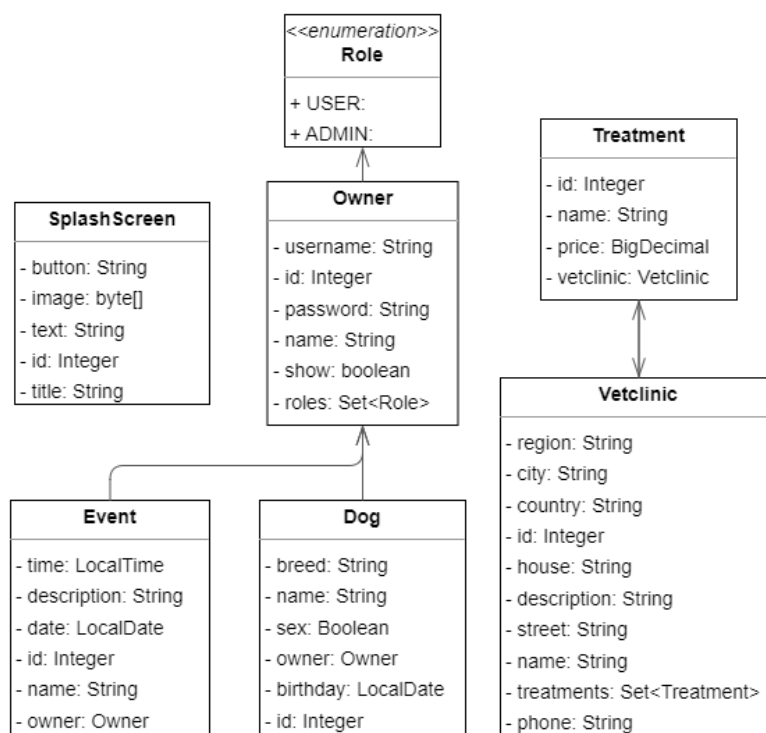 <<enumeration>>
Role
+ USER:
+ ADMIN:
Treatment
- id: Integer
- name: String
- price: BigDecimal
- vetclinic: Vetclinic
SplashScreen
- button: String
- image: byte[]
- text: String
- id: Integer
- title: String
Owner
- username: String
- id: Integer
- password: String
- name: String
- show: boolean
- roles: Set<Role>
Vetclinic
- region: String
- city: String
- country: String
- id: Integer
- house: String
- description: String
- street: String
- name: String
- treatments: Set<Treatment>
- phone: String
Event
- time: LocalTime
- description: String
- date: LocalDate
- id: Integer
- name: String
- owner: Owner
Dog
- breed: String
- name: String
- sex: Boolean
- owner: Owner
- birthday: LocalDate
- id: Integer